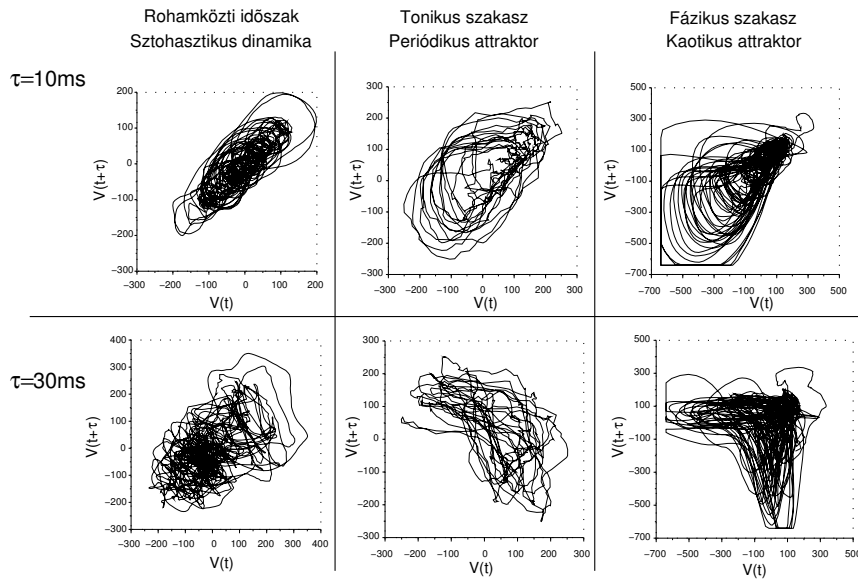 Rohamközti idõszak
Sztohasztikus dinamika
Tonikus szakasz
Periódikus attraktor
Fázikus szakasz
Kaotikus attraktor
τ=10ms
V(t+τ)
200
100
0
−100
−200
−300
−300 −200 −100 0 100 200
V(t)
V(t+τ)
300
200
100
0
−100
−200
−300
−300 −200 −100 0 100 200 300
V(t)
V(t+τ)
500
300
100
−100
−300
−500
−700
−700 −500 −300 −100 100 300 500
V(t)
τ=30ms
V(t+τ)
400
300
200
100
0
−100
−200
−300
−300 −200 −100 0 100 200 300 400
V(t)
V(t+τ)
300
200
100
0
−100
−200
−300
−300 −200 −100 0 100 200 300
V(t)
V(t+τ)
500
300
100
−100
−300
−500
−700
−700 −500 −300 −100 100 300 500
V(t)